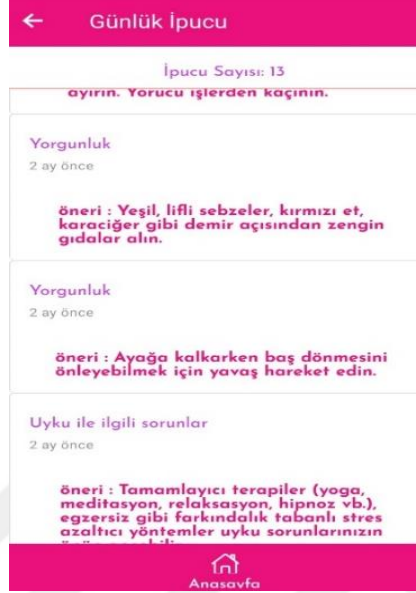 Günlük İpucu
İpucu Sayısı: 13
ayırın. Yorucu işlerden kaçının.
Yorgunluk
2 ay önce
öneri : Yeşil, lifli sebzeler, kırmızı et,
karaciğer gibi demir açısından zengin
gıdalar alın.
Yorgunluk
2 ay önce
öneri : Ayağa kalkarken baş dönmesini
önleyebilmek için yavaş hareket edin.
Uyku ile ilgili sorunlar
2 ay önce
öneri : Tamamlayıcı terapiler (yoga,
meditasyon, relaksasyon, hipnoz vb.),
egzersiz gibi farkındalık tabanlı stres
azaltıcı yöntemler uyku sorunlarınızın
Anasayfa